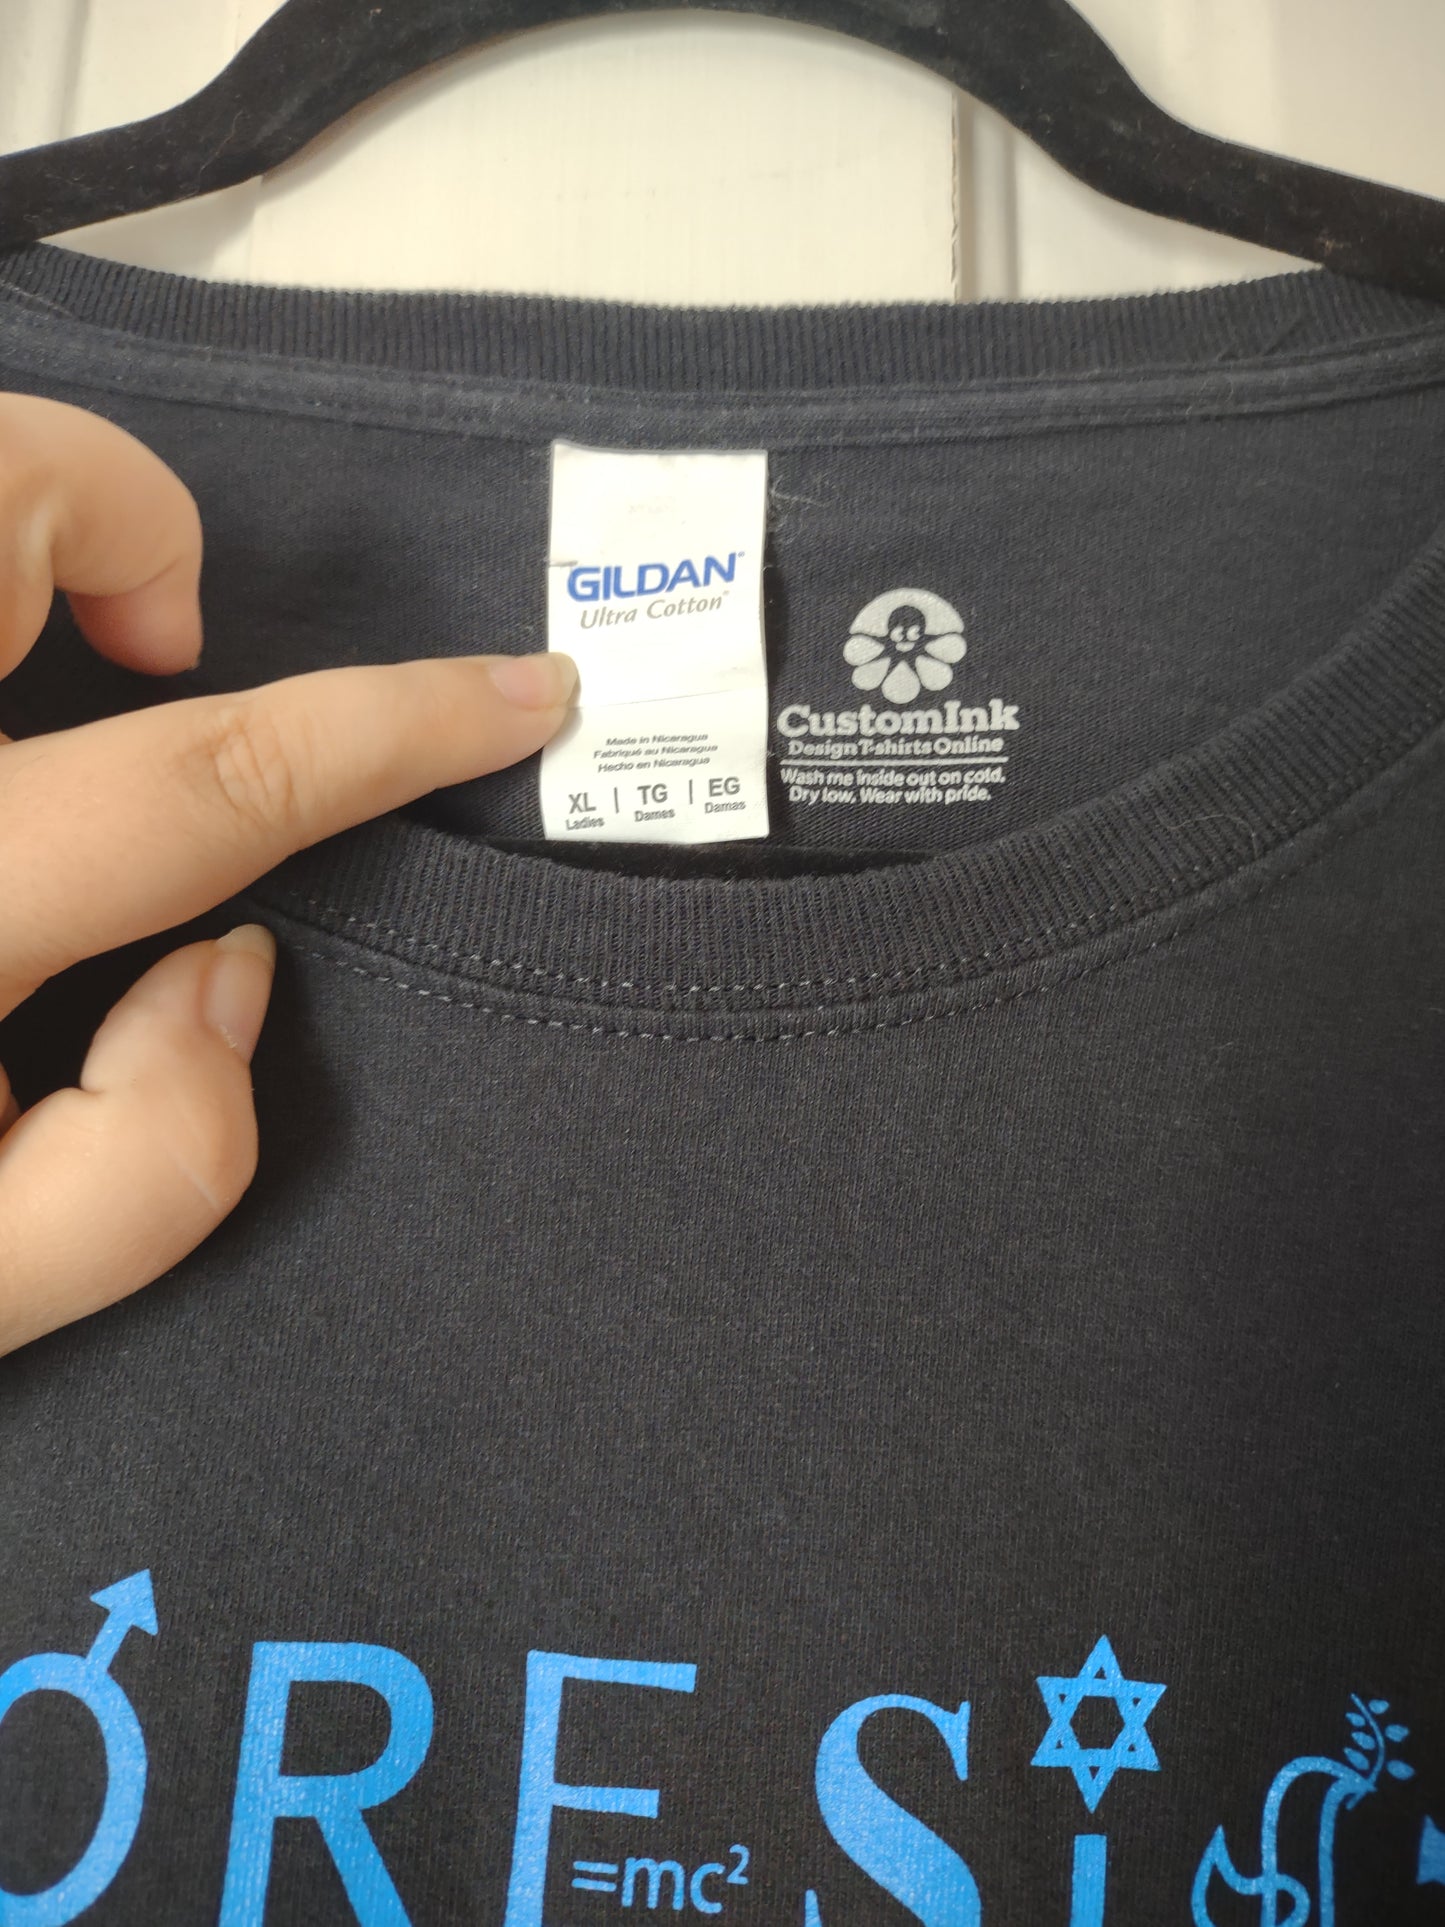 GILDAN®
Ultra Cotton®
Made in Nicaragua
Fabriqué au Nicaragua
Hecho en Nicaragua
XL | TG | EG
Ladies Dames Damas
CustomInk
Design T-shirts Online
Wash me inside out on cold.
Dry low. Wear with pride.
RESi
=mc²